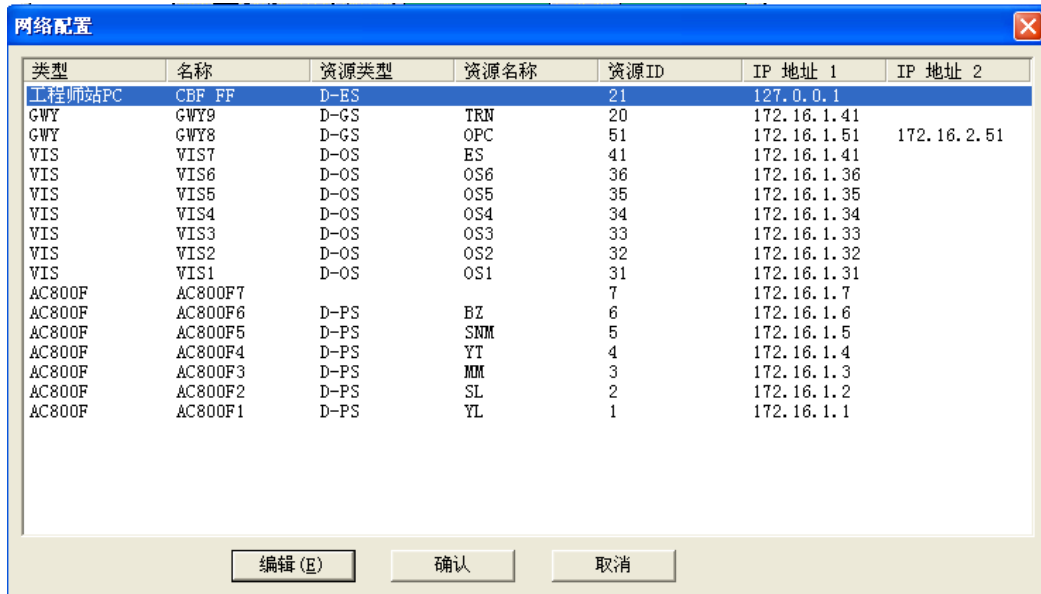 网络配置
类型 名称 资源类型 资源名称 资源ID IP 地址 1 IP 地址 2
工程师站PC CBF FF D-ES 21 127.0.0.1
GWY GWY9 D-GS TRN 20 172.16.1.41
GWY GWY8 D-GS OPC 51 172.16.1.51 172.16.2.51
VIS VIS7 D-OS ES 41 172.16.1.41
VIS VIS6 D-OS OS6 36 172.16.1.36
VIS VIS5 D-OS OS5 35 172.16.1.35
VIS VIS4 D-OS OS4 34 172.16.1.34
VIS VIS3 D-OS OS3 33 172.16.1.33
VIS VIS2 D-OS OS2 32 172.16.1.32
VIS VIS1 D-OS OS1 31 172.16.1.31
AC800F AC800F7 7 172.16.1.7
AC800F AC800F6 D-PS BZ 6 172.16.1.6
AC800F AC800F5 D-PS SNM 5 172.16.1.5
AC800F AC800F4 D-PS YT 4 172.16.1.4
AC800F AC800F3 D-PS MM 3 172.16.1.3
AC800F AC800F2 D-PS SL 2 172.16.1.2
AC800F AC800F1 D-PS YL 1 172.16.1.1
编辑(E) 确认 取消